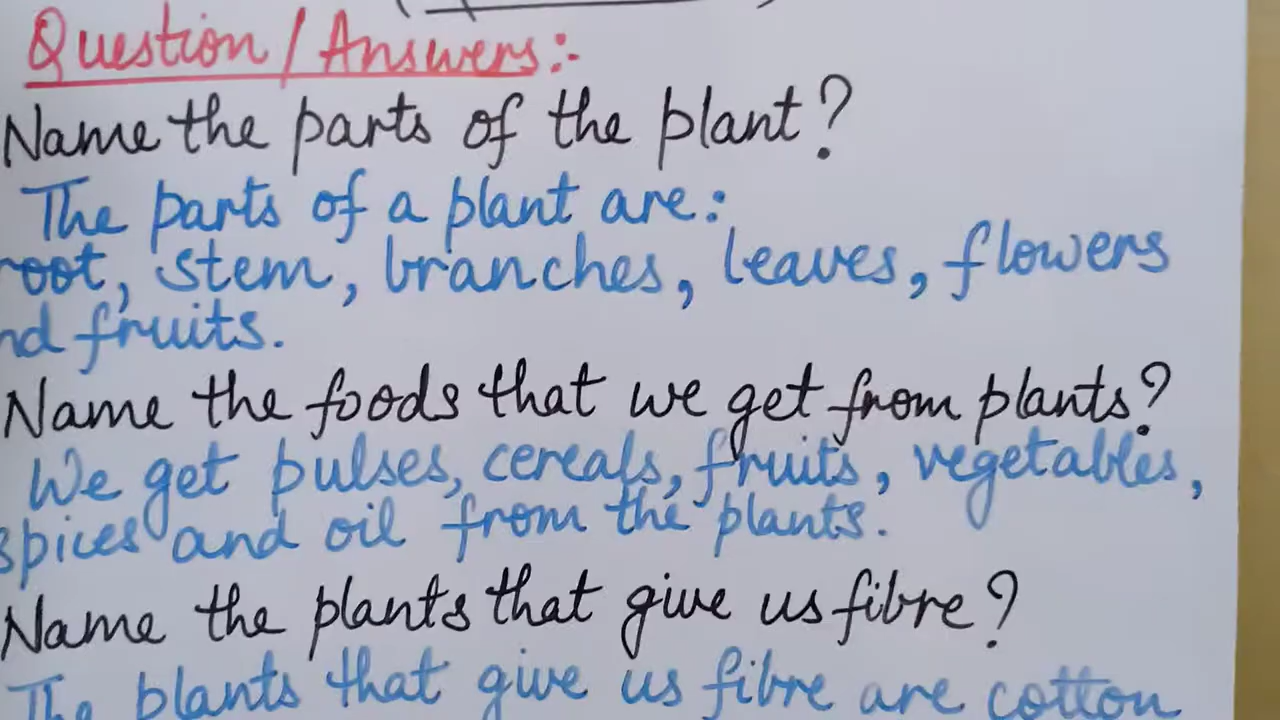 Question/Answers:-
Name the parts of the plant?
The parts of a plant are:
root, stem, branches, leaves, flowers
nd fruits.
Name the foods that we get from plants?
We get pulses, cereals, fruits, vegetables,
spices and oil from the plants.
Name the plants that give us fibre?
The plants that give us fibre are cotton